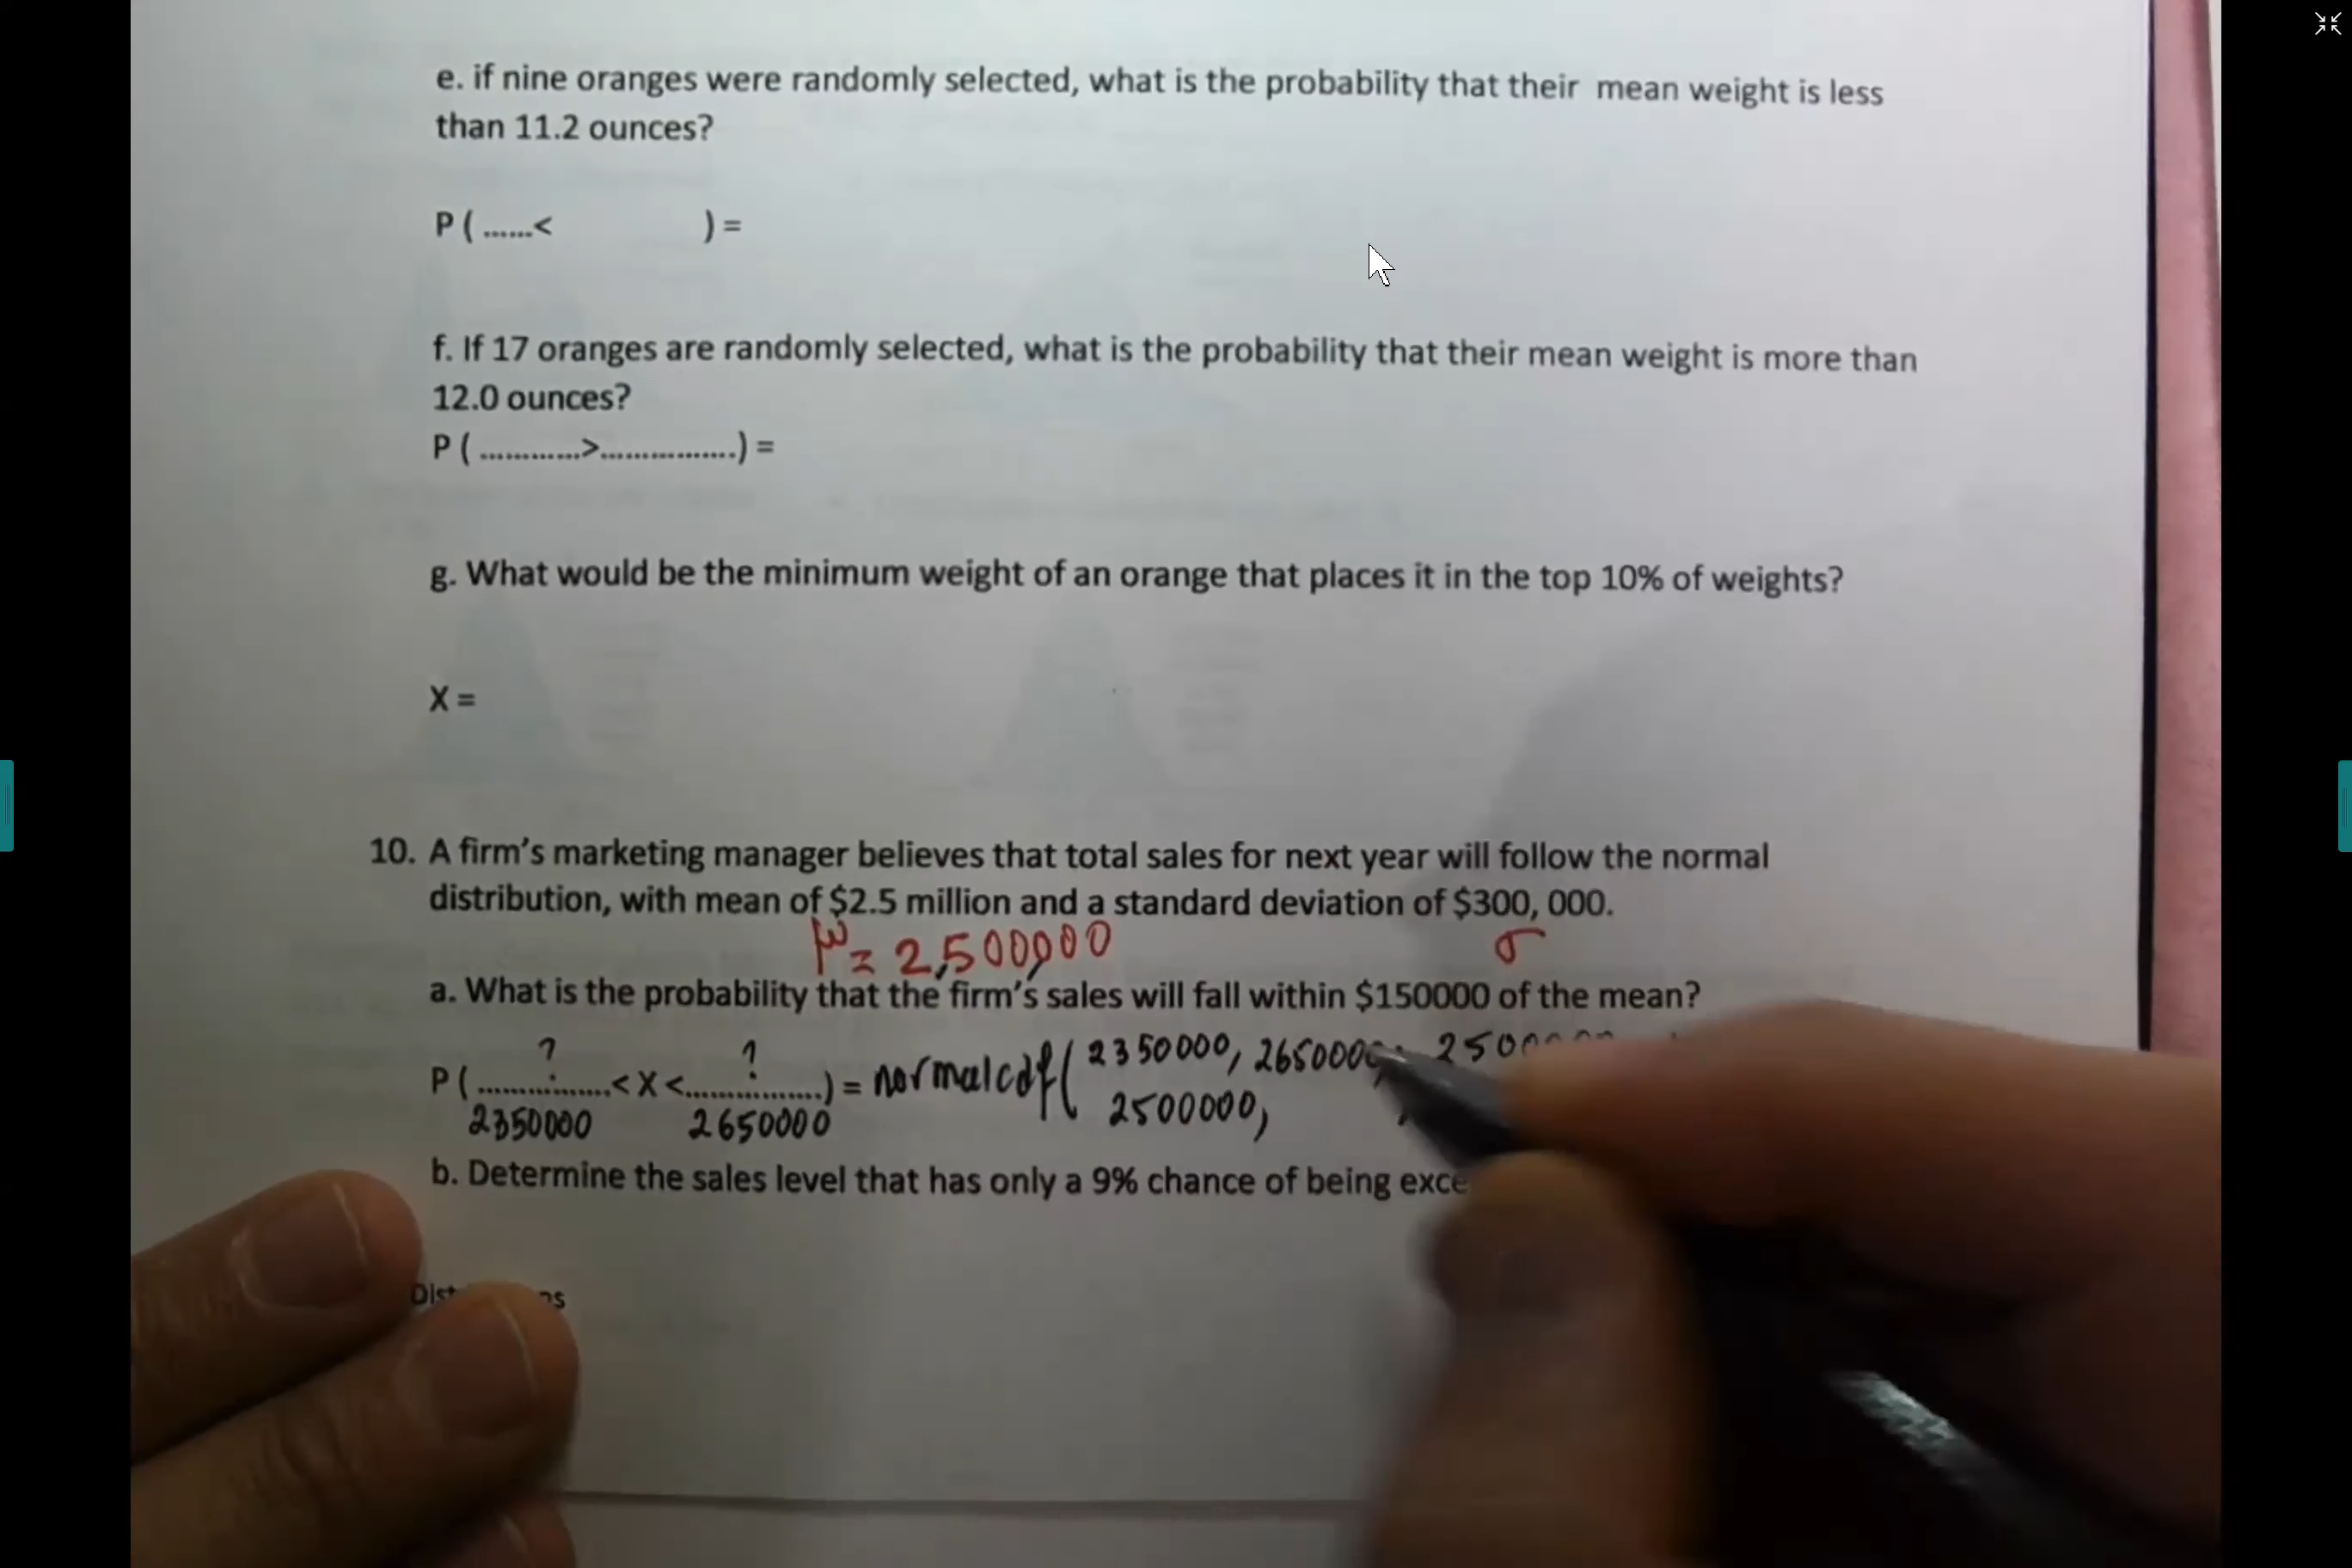 e. if nine oranges were randomly selected, what is the probability that their mean weight is less
than 11.2 ounces?
P ( ......< ) =
f. If 17 oranges are randomly selected, what is the probability that their mean weight is more than
12.0 ounces?
P ( ............>................) =
g. What would be the minimum weight of an orange that places it in the top 10% of weights?
X =
10. A firm's marketing manager believes that total sales for next year will follow the normal
distribution, with mean of $2.5 million and a standard deviation of $300, 000.
μ = 2,500,000 σ
a. What is the probability that the firm's sales will fall within $150000 of the mean?
? ?
P ( ................< X <................) = normalcdf( 2350000, 2650000,
2350000 2650000 2500000,
b. Determine the sales level that has only a 9% chance of being